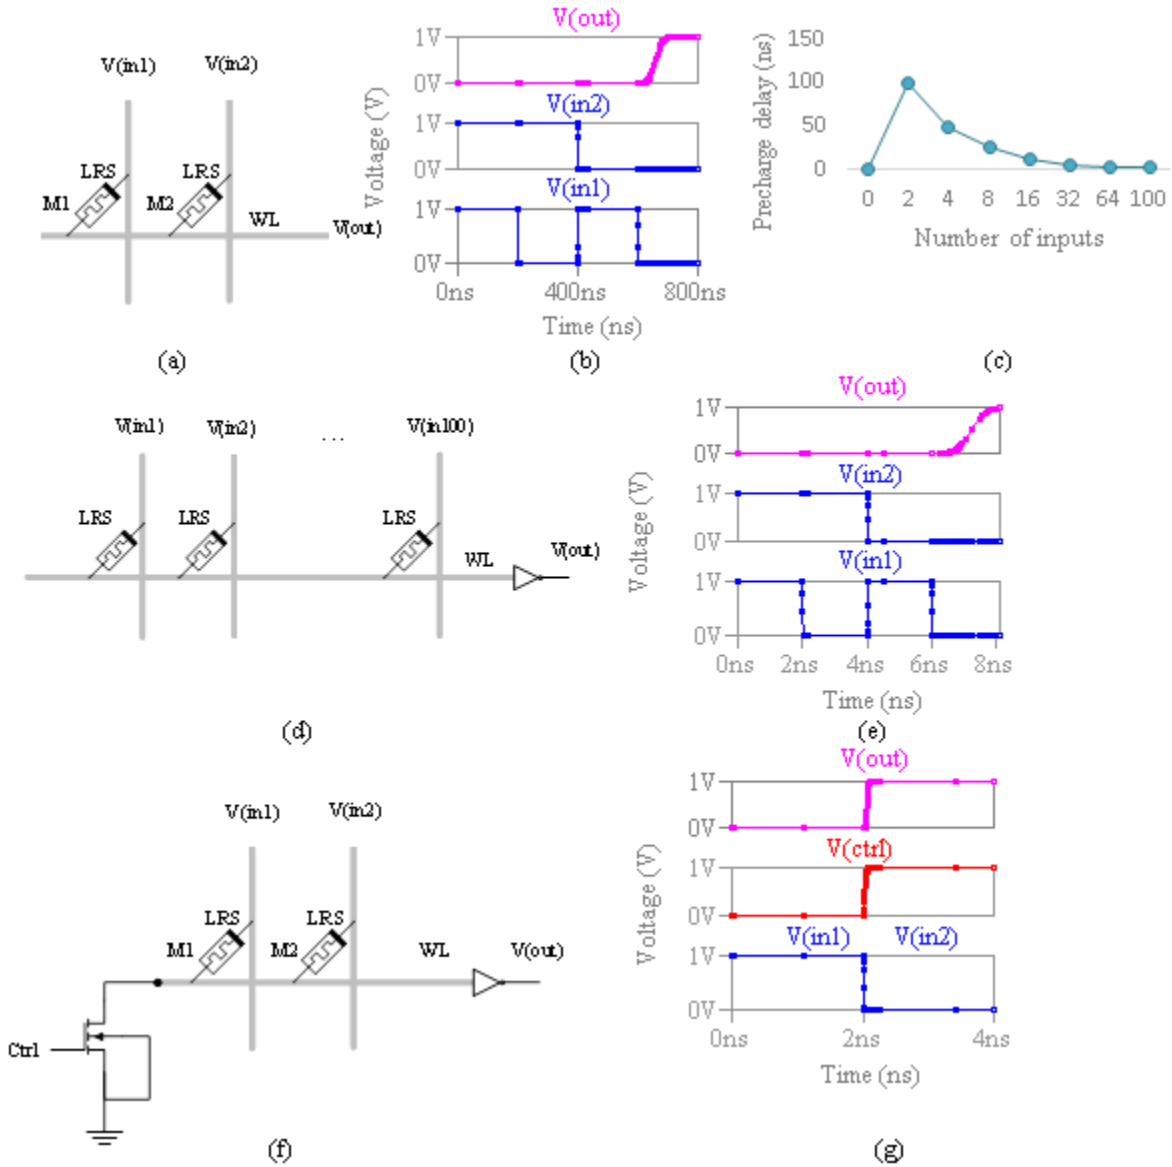 V(in1) V(in2)
LRS LRS
M1 M2
WL
V(out)
(a)
V(out)
1V
0V
V(in2)
1V
0V
V(in1)
1V
0V
0ns 400ns 800ns
Time (ns)
Voltage (V)
(b)
150
100
50
0
0 2 4 8 16 32 64 100
Number of inputs
Precharge delay (ns)
(c)
V(in1) V(in2) ... V(in100)
LRS LRS LRS
WL V(out)
(d)
V(out)
1V
0V
V(in2)
1V
0V
V(in1)
1V
0V
0ns 2ns 4ns 6ns 8ns
Time (ns)
Voltage (V)
(e)
V(in1) V(in2)
LRS LRS
M1 M2 WL V(out)
Ctrl
(f)
V(out)
1V
0V
V(ctrl)
1V
0V
V(in1) V(in2)
1V
0V
0ns 2ns 4ns
Time (ns)
Voltage (V)
(g)